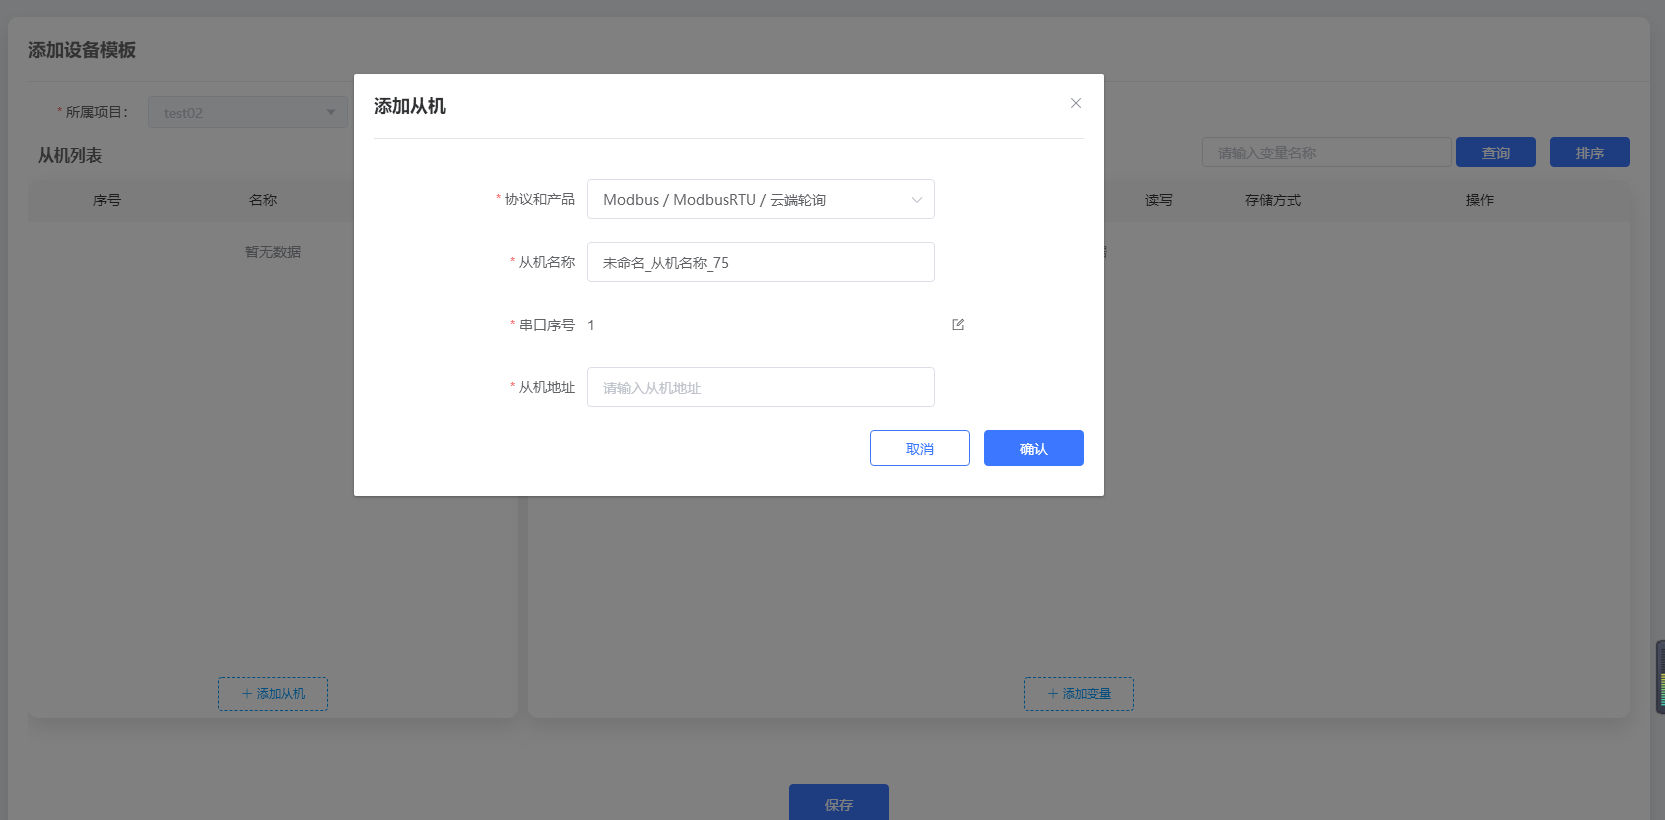 添加设备模板
* 所属项目：
test02
从机列表
请输入变量名称
查询
排序
序号
名称
读写
存储方式
操作
暂无数据
添加从机
* 协议和产品
Modbus / ModbusRTU / 云端轮询
* 从机名称
未命名_从机名称_75
* 串口序号
1
* 从机地址
请输入从机地址
取消
确认
+ 添加从机
+ 添加变量
保存